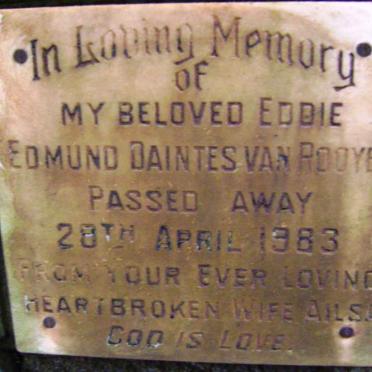 In Loving Memory
OF
MY BELOVED EDDIE
EDMUND DAINTES VAN ROOYE
PASSED AWAY
28TH APRIL 1983
FROM YOUR EVER LOVING
HEARTBROKEN WIFE AILSA
GOD IS LOVE.